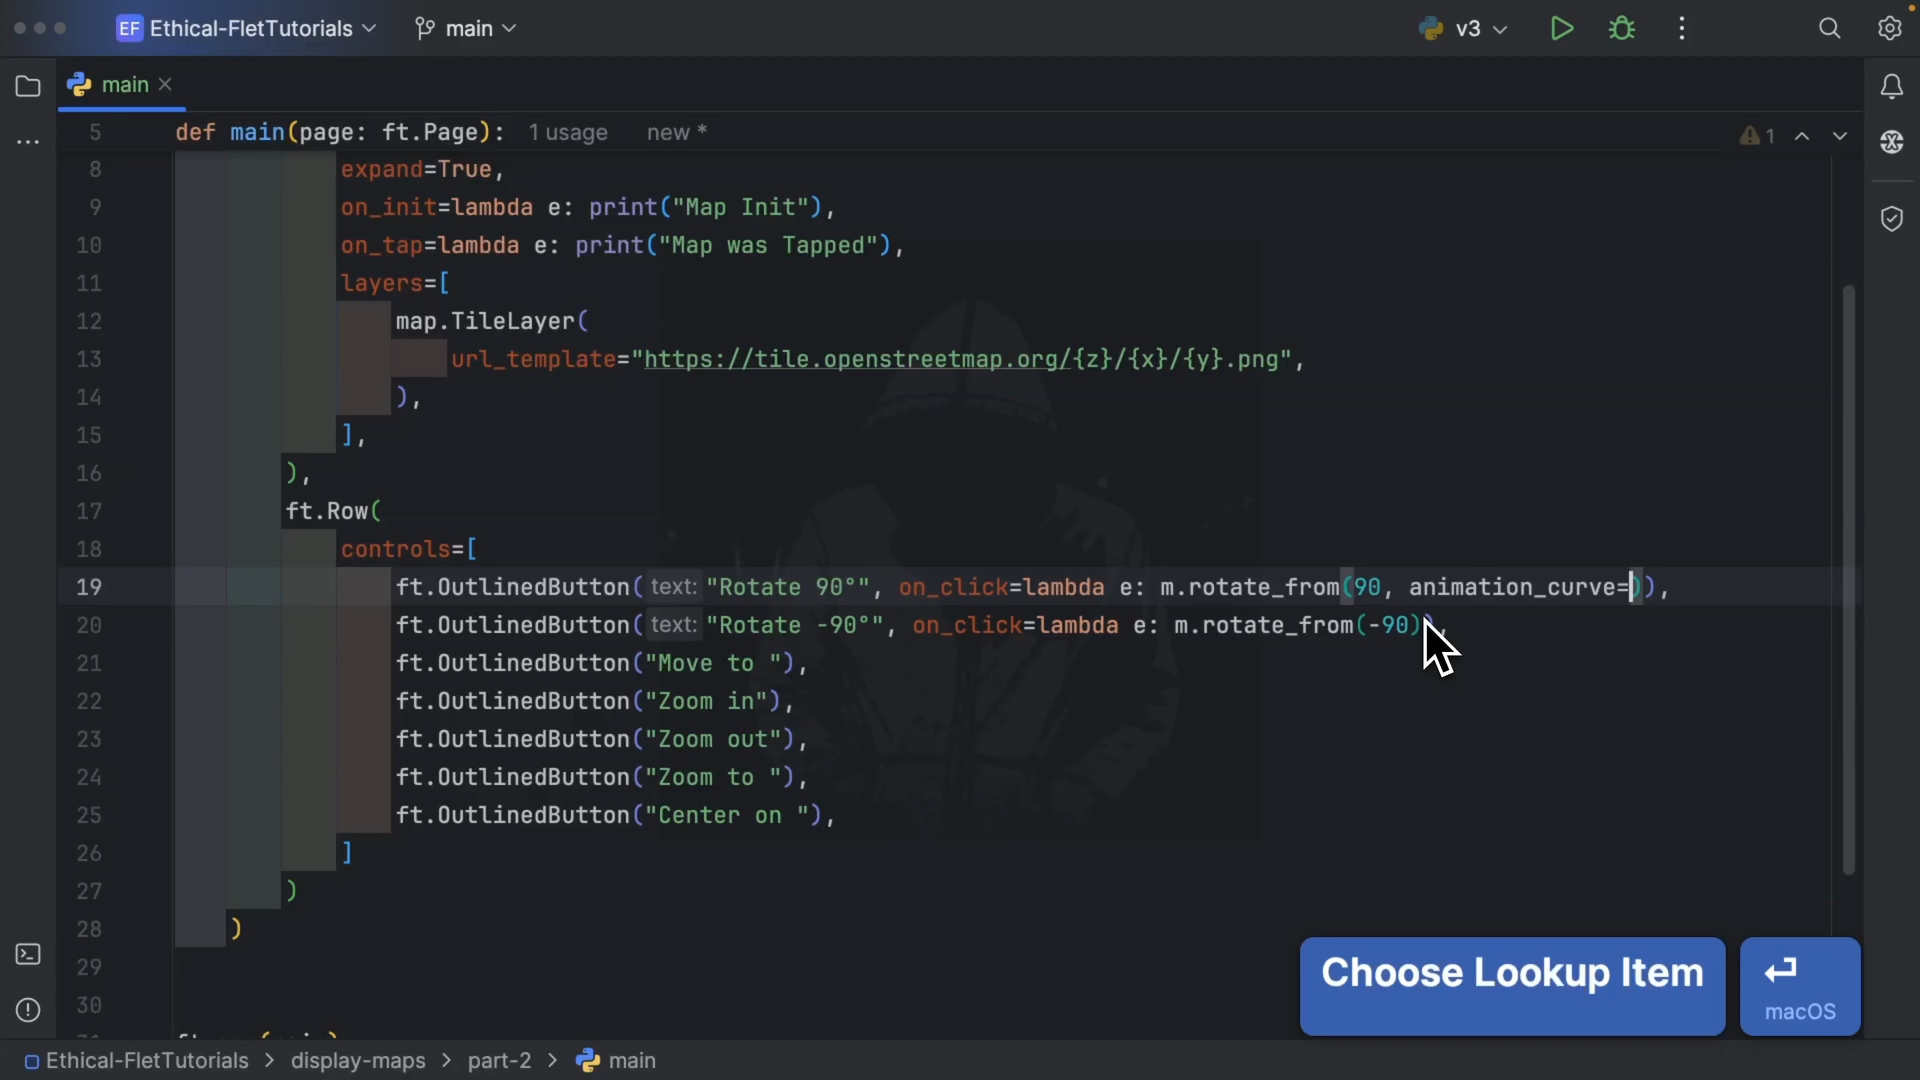 EF Ethical-FletTutorials main v3
main
5 def main(page: ft.Page): 1 usage new * 1
8 expand=True,
9 on_init=lambda e: print("Map Init"),
10 on_tap=lambda e: print("Map was Tapped"),
11 layers=[
12 map.TileLayer(
13 url_template="https://tile.openstreetmap.org/{z}/{x}/{y}.png",
14 ),
15 ],
16 ),
17 ft.Row(
18 controls=[
19 ft.OutlinedButton( text: "Rotate 90°", on_click=lambda e: m.rotate_from(90, animation_curve=)),
20 ft.OutlinedButton( text: "Rotate -90°", on_click=lambda e: m.rotate_from(-90)),
21 ft.OutlinedButton("Move to "),
22 ft.OutlinedButton("Zoom in"),
23 ft.OutlinedButton("Zoom out"),
24 ft.OutlinedButton("Zoom to "),
25 ft.OutlinedButton("Center on "),
26 ]
27 )
28 )
29
30
Choose Lookup Item
macOS
Ethical-FletTutorials > display-maps > part-2 > main